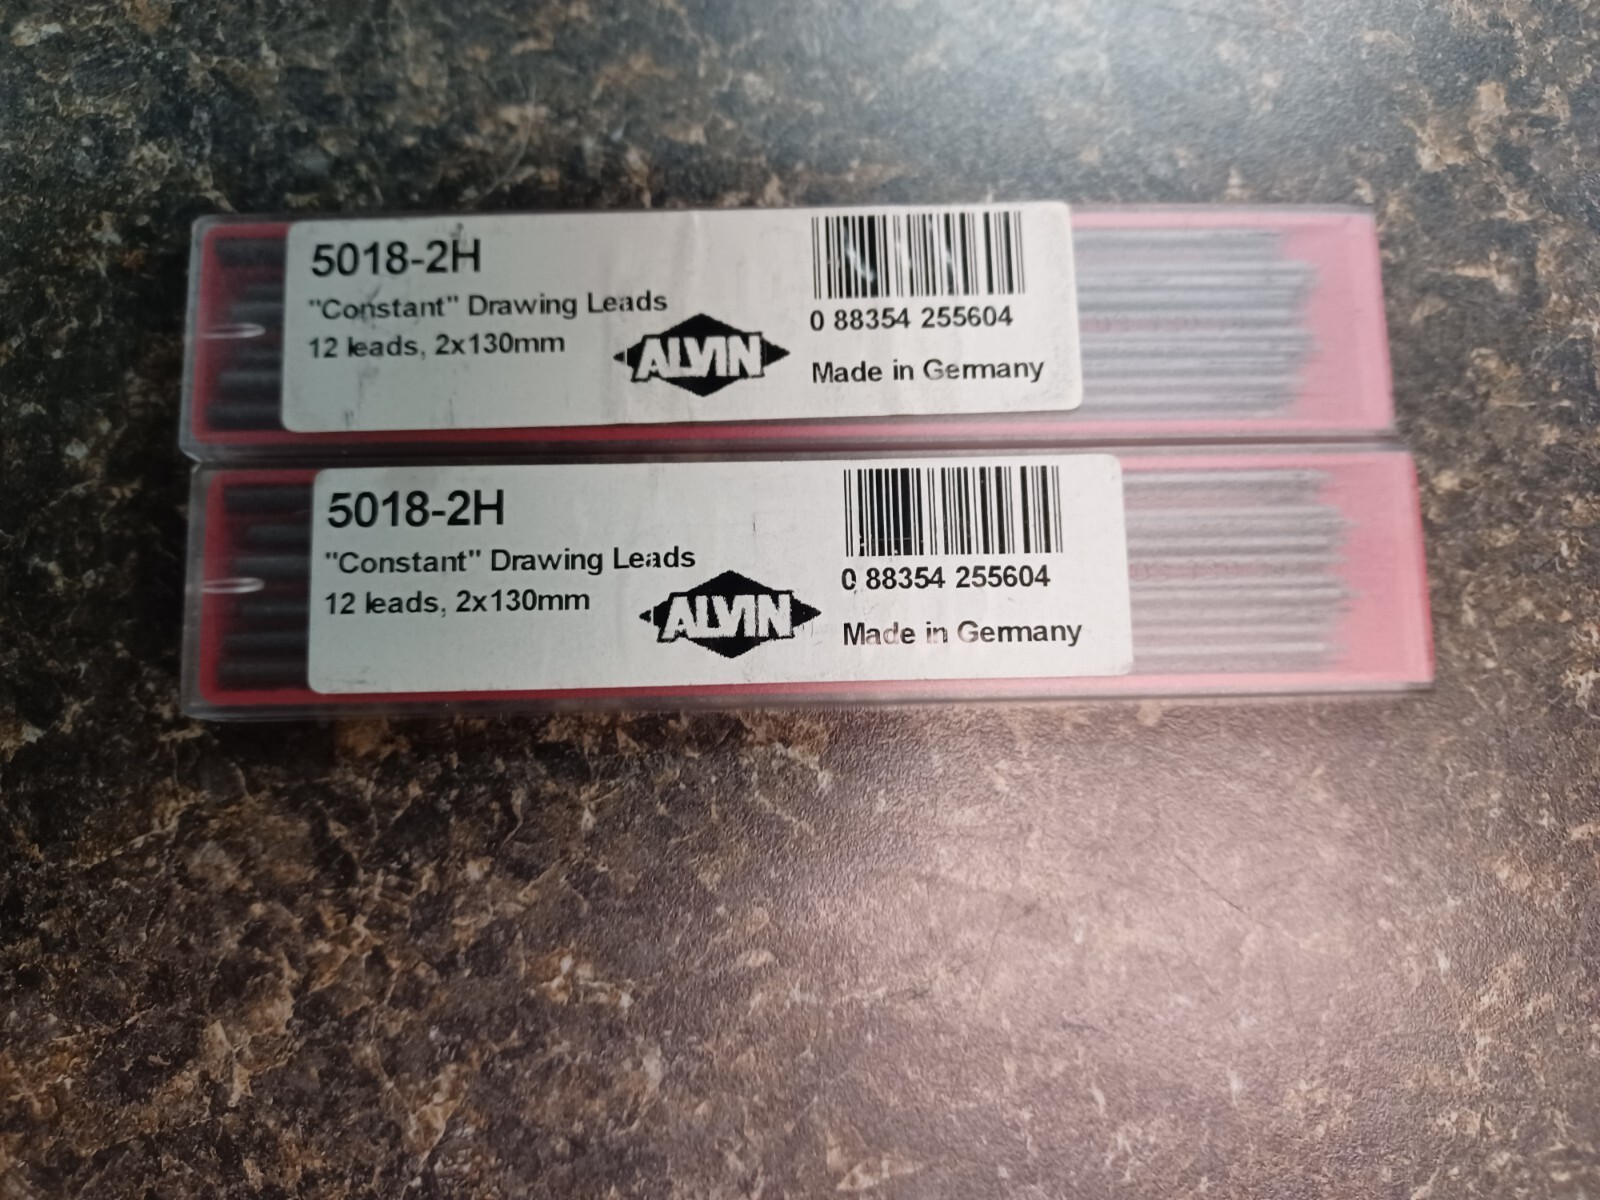 5018-2H
"Constant" Drawing Leads
12 leads, 2x130mm
ALVIN
0 88354 255604
Made in Germany
5018-2H
"Constant" Drawing Leads
12 leads, 2x130mm
ALVIN
0 88354 255604
Made in Germany